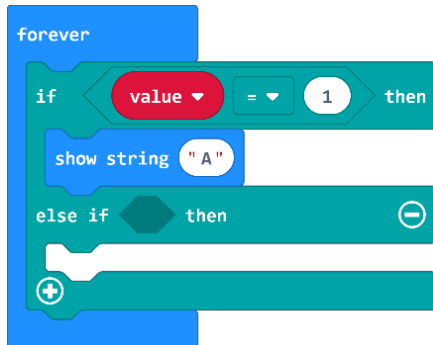 forever
if value = 1 then
show string "A"
else if then